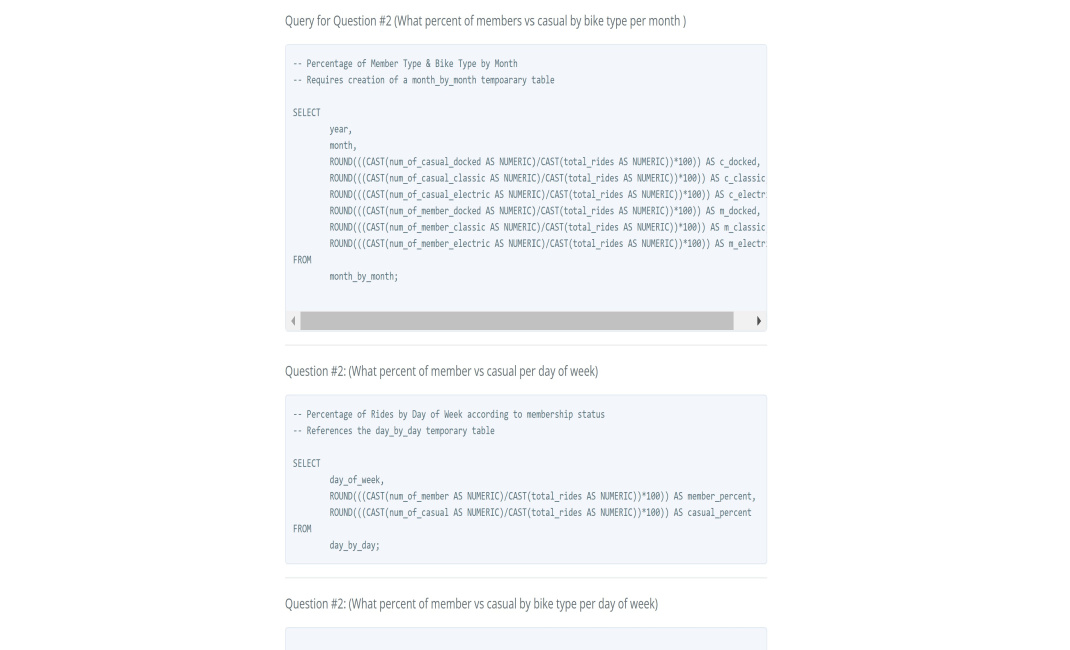 Query for Question #2 (What percent of members vs casual by bike type per month )
-- Percentage of Member Type & Bike Type by Month
-- Requires creation of a month_by_month tempoarary table
SELECT
year,
month,
ROUND(((CAST(num_of_casual_docked AS NUMERIC)/CAST(total_rides AS NUMERIC))*100)) AS c_docked,
ROUND(((CAST(num_of_casual_classic AS NUMERIC)/CAST(total_rides AS NUMERIC))*100)) AS c_classic
ROUND(((CAST(num_of_casual_electric AS NUMERIC)/CAST(total_rides AS NUMERIC))*100)) AS c_electr
ROUND(((CAST(num_of_member_docked AS NUMERIC)/CAST(total_rides AS NUMERIC))*100)) AS m_docked,
ROUND(((CAST(num_of_member_classic AS NUMERIC)/CAST(total_rides AS NUMERIC))*100)) AS m_classic
ROUND(((CAST(num_of_member_electric AS NUMERIC)/CAST(total_rides AS NUMERIC))*100)) AS m_electr
FROM
month_by_month;
Question #2: (What percent of member vs casual per day of week)
-- Percentage of Rides by Day of Week according to membership status
-- References the day_by_day temporary table
SELECT
day_of_week,
ROUND(((CAST(num_of_member AS NUMERIC)/CAST(total_rides AS NUMERIC))*100)) AS member_percent,
ROUND(((CAST(num_of_casual AS NUMERIC)/CAST(total_rides AS NUMERIC))*100)) AS casual_percent
FROM
day_by_day;
Question #2: (What percent of member vs casual by bike type per day of week)